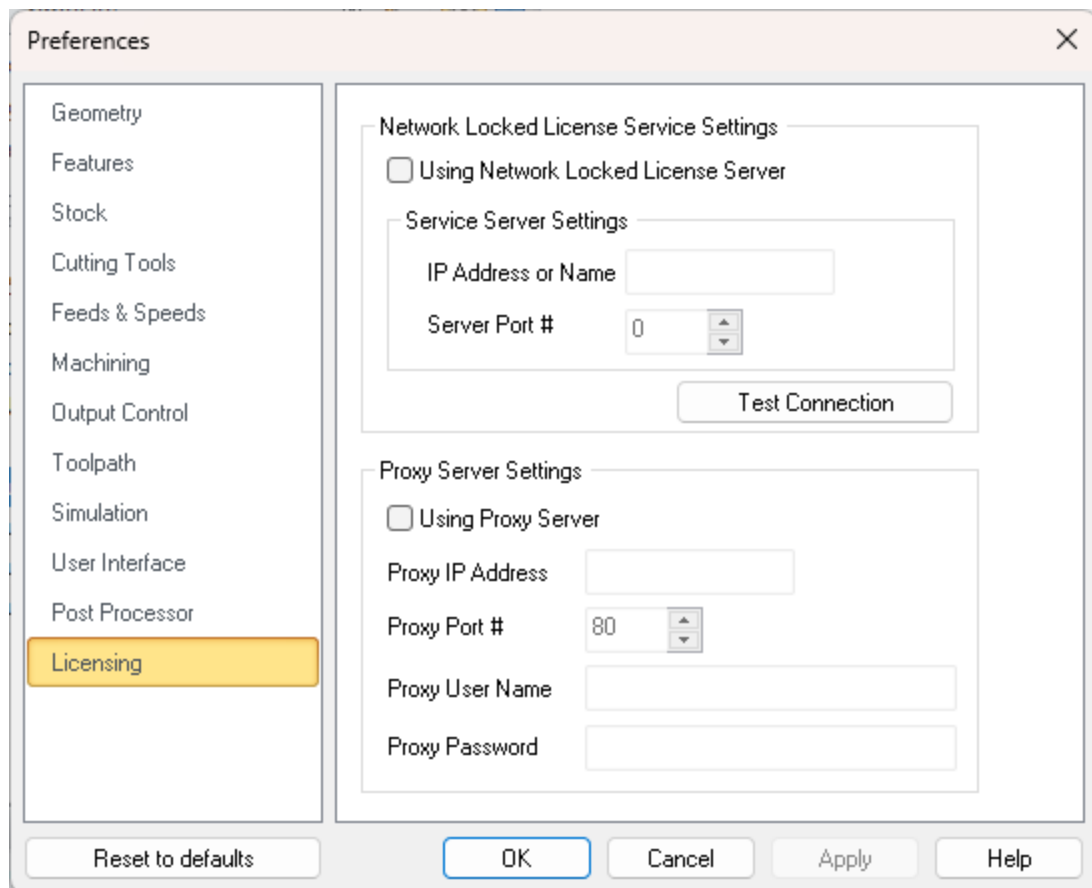 Preferences
Geometry
Features
Stock
Cutting Tools
Feeds & Speeds
Machining
Output Control
Toolpath
Simulation
User Interface
Post Processor
Licensing
Network Locked License Service Settings
Using Network Locked License Server
Service Server Settings
IP Address or Name
Server Port # 0
Test Connection
Proxy Server Settings
Using Proxy Server
Proxy IP Address
Proxy Port # 80
Proxy User Name
Proxy Password
Reset to defaults OK Cancel Apply Help